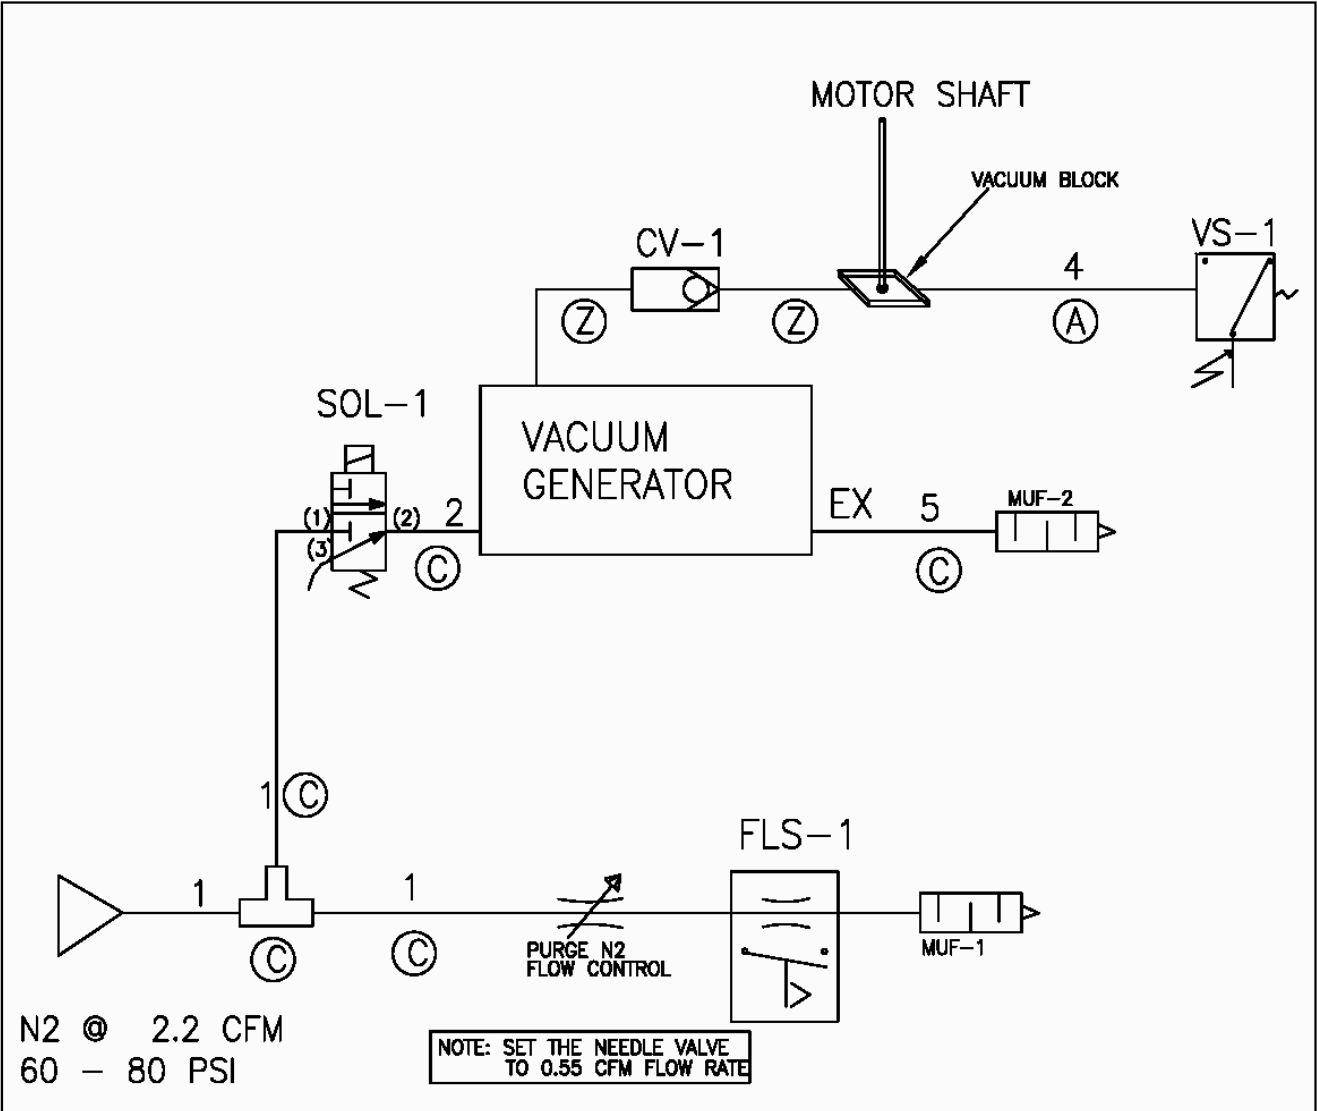 MOTOR SHAFT
VACUUM BLOCK
CV-1
VS-1
4
Z
Z
A
SOL-1
VACUUM
GENERATOR
(1)
(2)
(3)
2
C
EX
5
MUF-2
C
1
C
FLS-1
1
1
C
C
PURGE N2
FLOW CONTROL
MUF-1
N2 @ 2.2 CFM
60 - 80 PSI
NOTE: SET THE NEEDLE VALVE
TO 0.55 CFM FLOW RATE